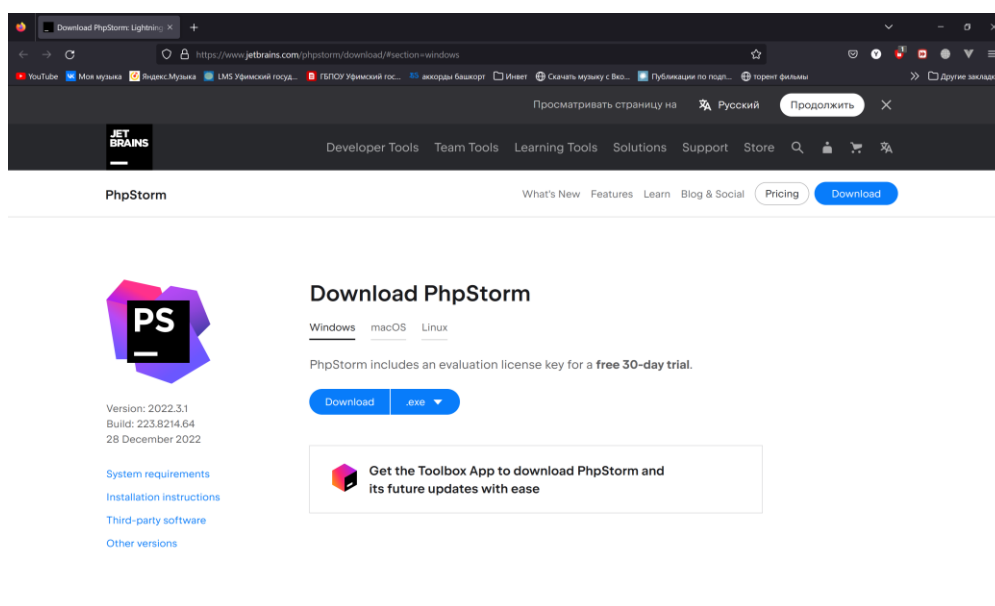 Download PhpStorm: Lightning
https://www.jetbrains.com/phpstorm/download/#section=windows
YouTube Моя музыка Яндекс.Музыка LMS Уфимский госуд... ГБПОУ Уфимский гос... аккорды башкорт Инвет Скачать музыку с Вко... Публикации по подп... торент фильмы Другие закладки
Просматривать страницу на Русский Продолжить
JET
BRAINS
Developer Tools Team Tools Learning Tools Solutions Support Store
PhpStorm What's New Features Learn Blog & Social Pricing Download
PS
Version: 2022.3.1
Build: 223.8214.64
28 December 2022
System requirements
Installation instructions
Third-party software
Other versions
Download PhpStorm
Windows macOS Linux
PhpStorm includes an evaluation license key for a free 30-day trial.
Download .exe
Get the Toolbox App to download PhpStorm and
its future updates with ease